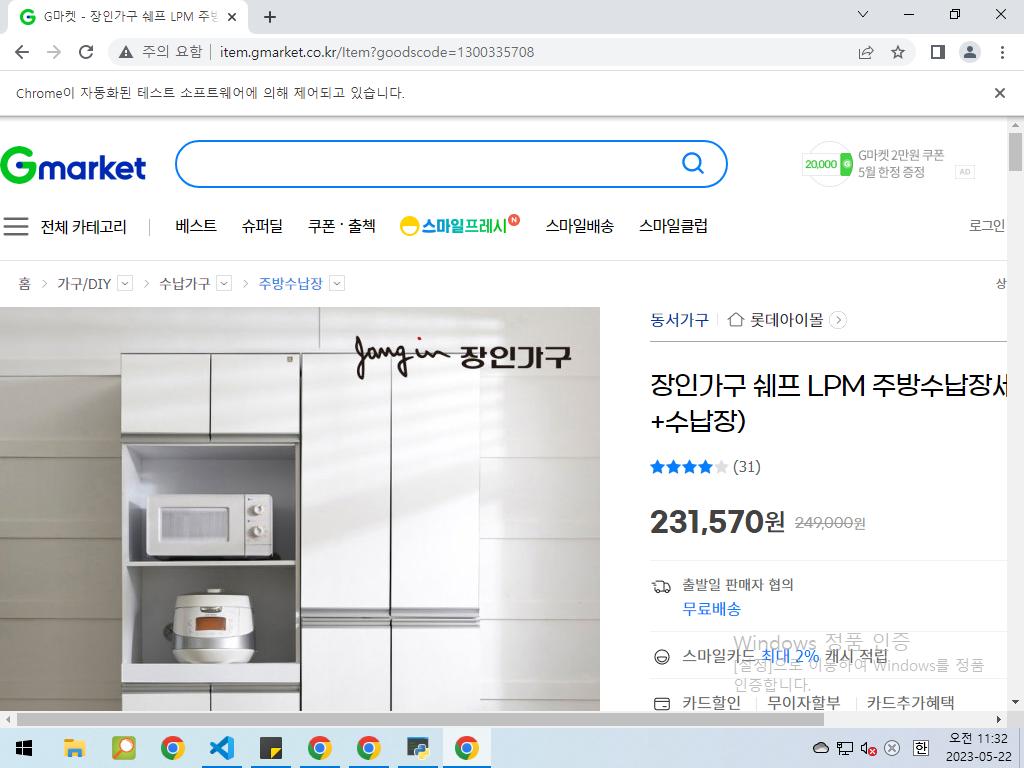 G마켓 - 장인가구 쉐프 LPM 주방
주의 요함
item.gmarket.co.kr/Item?goodscode=1300335708
Chrome이 자동화된 테스트 소프트웨어에 의해 제어되고 있습니다.
Gmarket
20,000
G마켓 2만원 쿠폰
5월 한정 증정
AD
전체 카테고리
베스트
슈퍼딜
쿠폰·출첵
스마일프레시
N
스마일배송
스마일클럽
로그인
홈 > 가구/DIY > 수납가구 > 주방수납장
상
Jangin 장인가구
동서가구
롯데아이몰
장인가구 쉐프 LPM 주방수납장세
+수납장)
(31)
231,570원 249,000원
출발일 판매자 협의
무료배송
Windows 정품 인증
스마일카드 최대 2% 캐시 적립
[설정]으로 이동하여 Windows를 정품
인증합니다.
카드할인
무이자할부
카드추가혜택
한
오전 11:32
2023-05-22